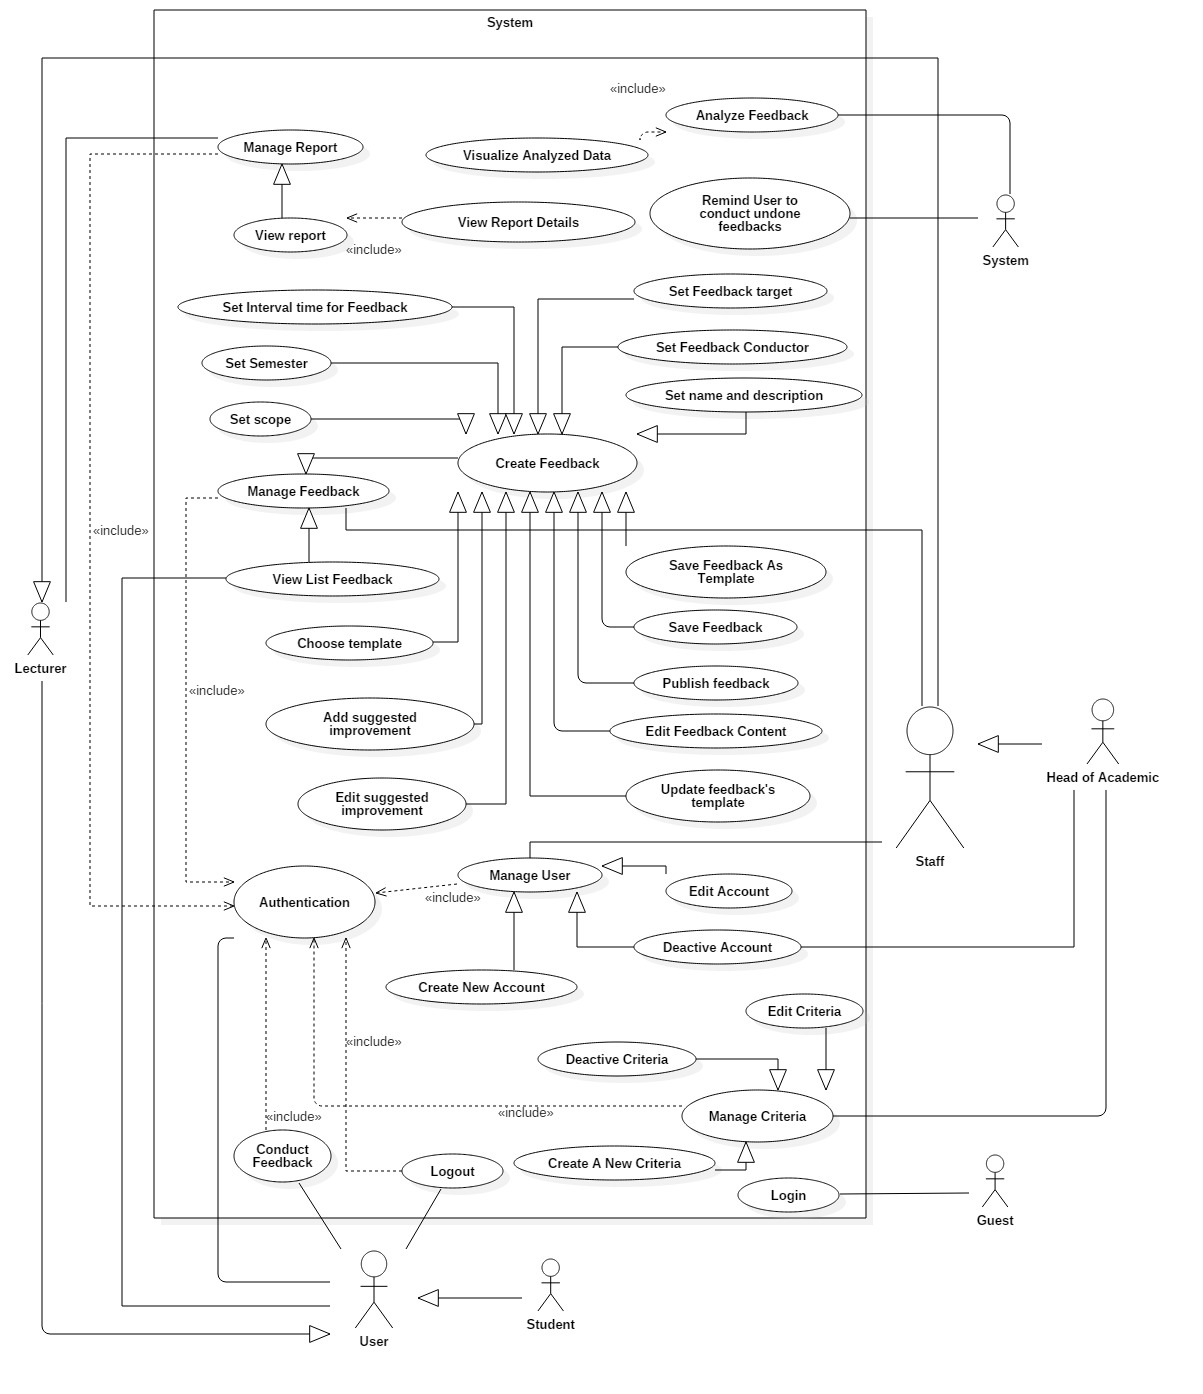 System
«include»
Analyze Feedback
Manage Report
Visualize Analyzed Data
Remind User to
conduct undone
feedbacks
View Report Details
View report
«include»
System
Set Feedback target
Set Interval time for Feedback
Set Feedback Conductor
Set Semester
Set name and description
Set scope
Create Feedback
Manage Feedback
«include»
Save Feedback As
Template
View List Feedback
Save Feedback
Choose template
Lecturer
Publish feedback
«include»
Add suggested
improvement
Edit Feedback Content
Head of Academic
Update feedback's
template
Edit suggested
improvement
Staff
Manage User
Edit Account
«include»
Authentication
Deactive Account
Create New Account
Edit Criteria
«include»
Deactive Criteria
«include»
«include»
Manage Criteria
Conduct
Feedback
Create A New Criteria
Logout
Login
Guest
Student
User